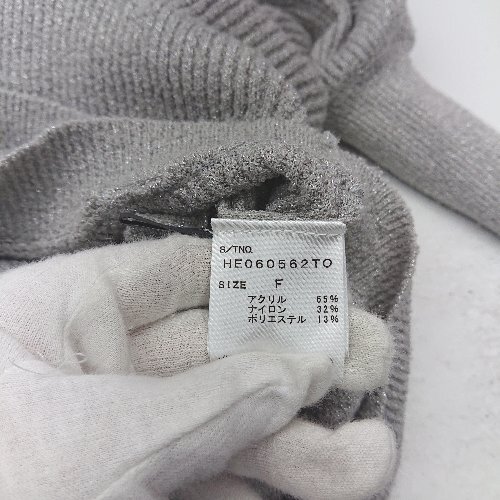 S/TNO.
HE060562TO
SIZE F
アクリル 65%
ナイロン 32%
ポリエステル 13%